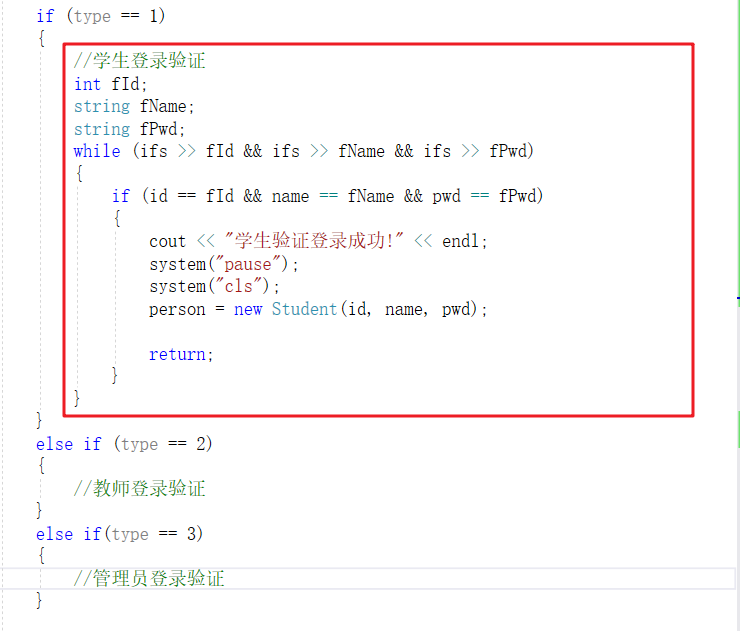 if (type == 1)
{
//学生登录验证
int fId;
string fName;
string fPwd;
while (ifs >> fId && ifs >> fName && ifs >> fPwd)
{
if (id == fId && name == fName && pwd == fPwd)
{
cout << "学生验证登录成功!" << endl;
system("pause");
system("cls");
person = new Student(id, name, pwd);
return;
}
}
}
else if (type == 2)
{
//教师登录验证
}
else if(type == 3)
{
//管理员登录验证
}